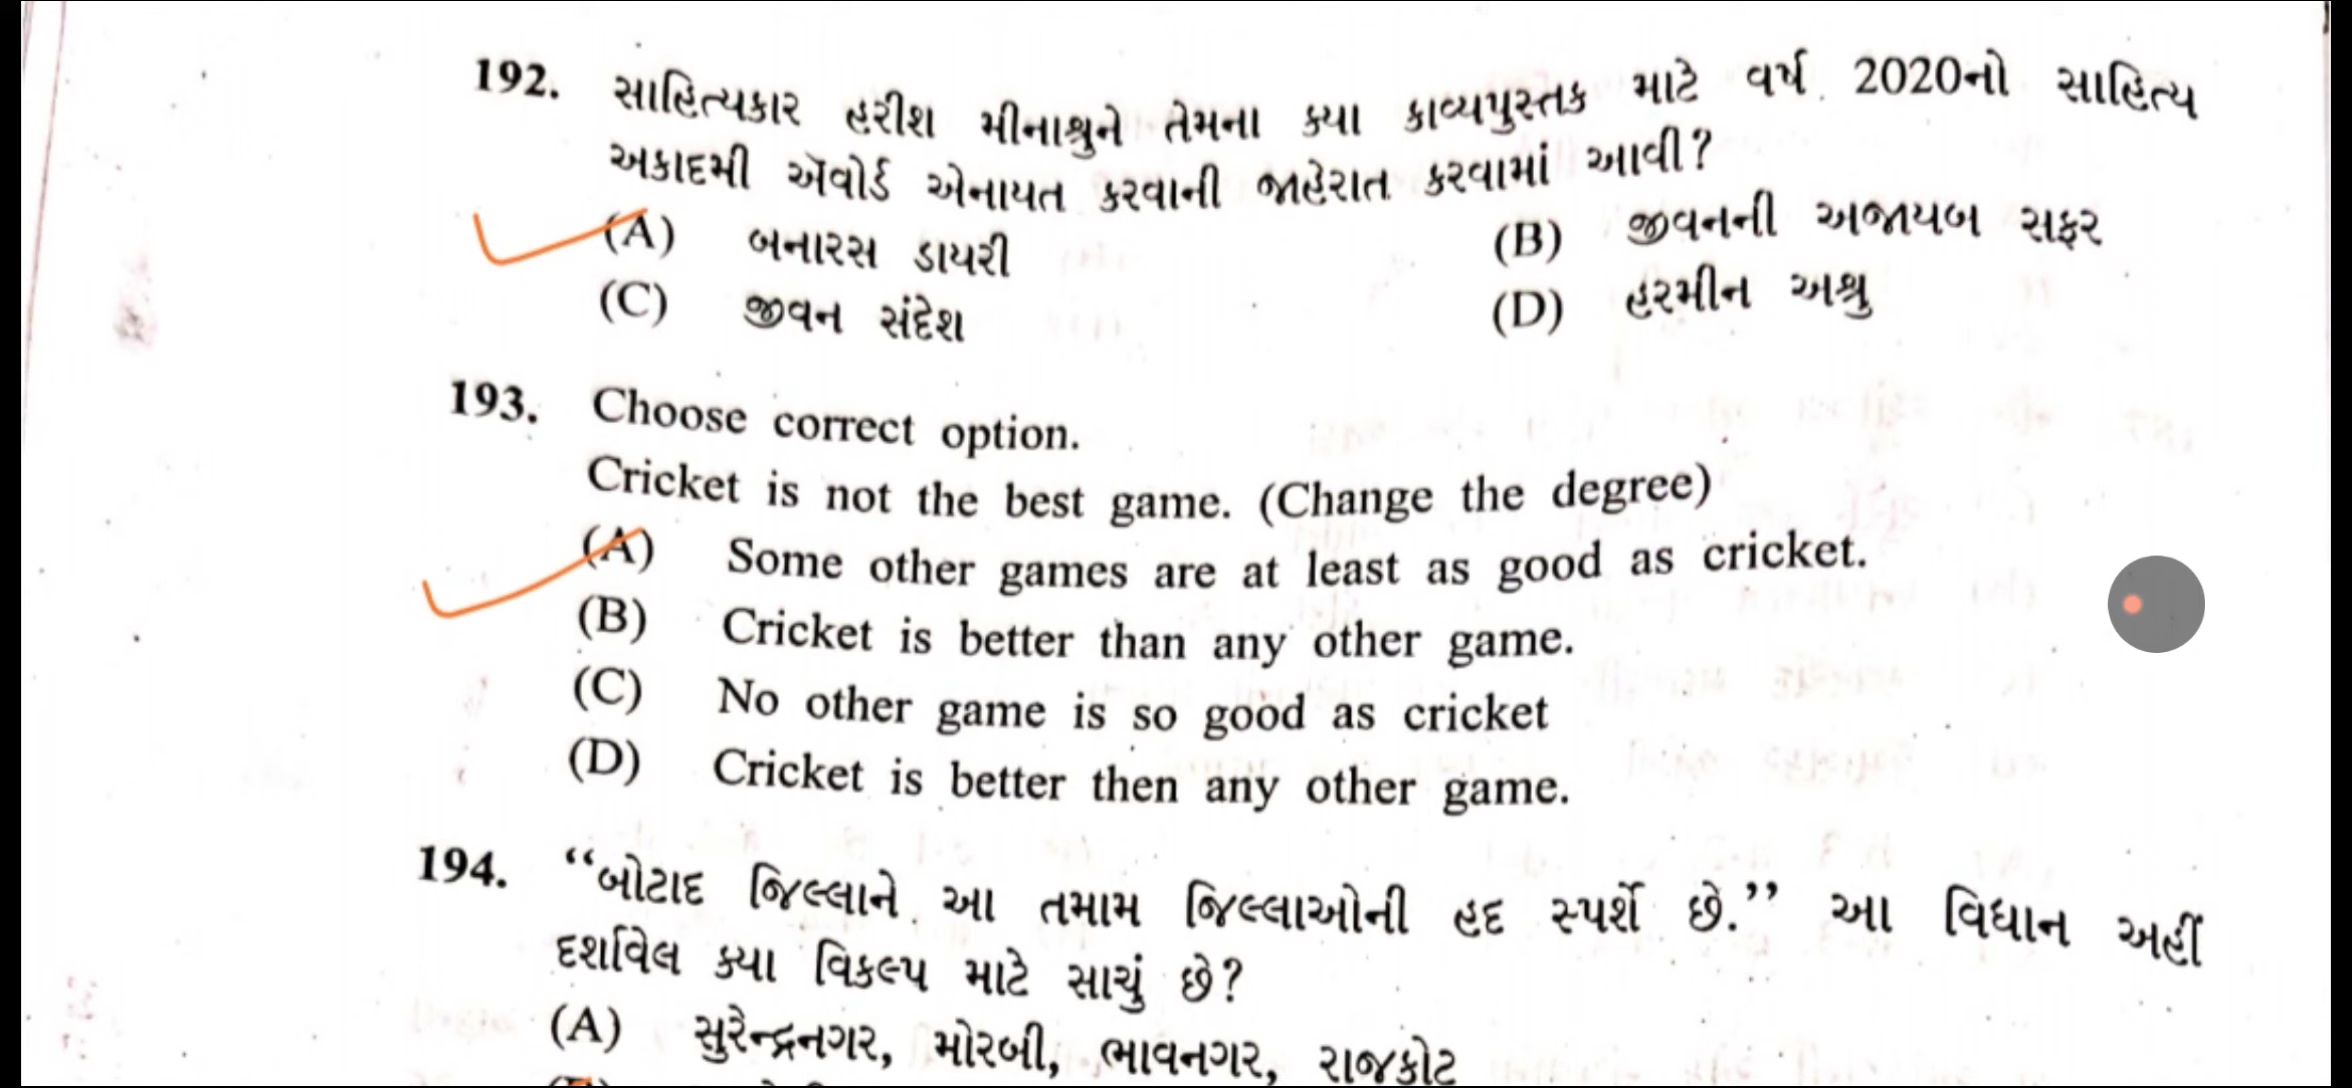 192. સાહિત્યકાર હરીશ મીનાશ્રુને તેમના ક્યા કાવ્યપુસ્તક માટે વર્ષ 2020નો સાહિત્ય
અકાદમી ઍવોર્ડ એનાયત કરવાની જાહેરાત કરવામાં આવી?
(A) બનારસ ડાયરી (B) જીવનની અજાયબ સફર
(C) જીવન સંદેશ (D) હરમીન અશ્રુ
193. Choose correct option.
Cricket is not the best game. (Change the degree)
(A) Some other games are at least as good as cricket.
(B) Cricket is better than any other game.
(C) No other game is so good as cricket
(D) Cricket is better then any other game.
194. “બોટાદ જિલ્લાને આ તમામ જિલ્લાઓની હદ સ્પર્શે છે.” આ વિધાન અહીં
દર્શાવેલ ક્યા વિકલ્પ માટે સાચું છે?
(A) સુરેન્દ્રનગર, મોરબી, ભાવનગર, રાજકોટ